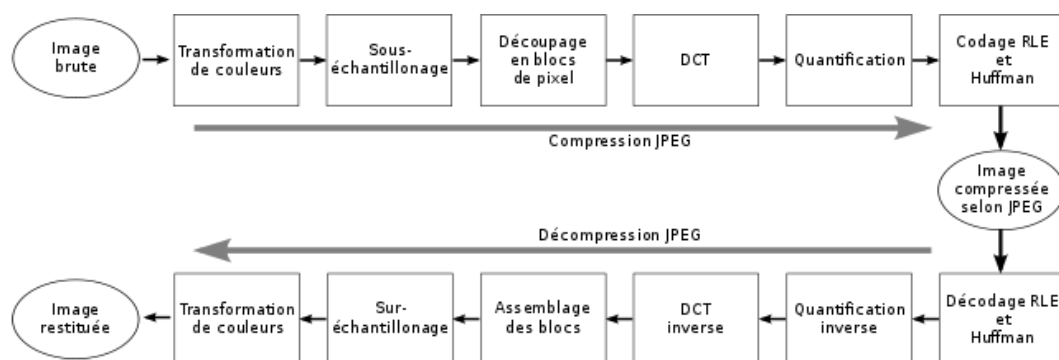 Image
brute
Transformation
de couleurs
Sous-
échantillonage
Découpage
en blocs
de pixel
DCT
Quantification
Codage RLE
et
Huffman
Compression JPEG
Image
compressée
selon JPEG
Décompression JPEG
Image
restituée
Transformation
de couleurs
Sur-
échantillonage
Assemblage
des blocs
DCT
inverse
Quantification
inverse
Décodage RLE
et
Huffman